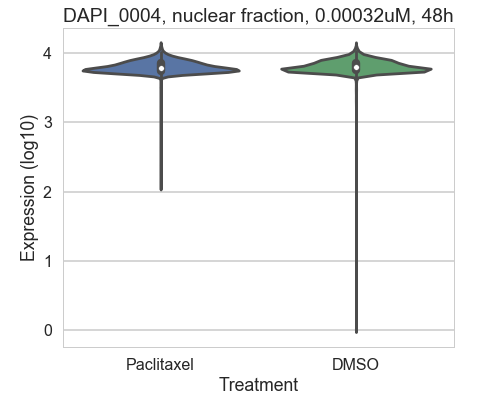 DAPI_0004, nuclear fraction, 0.00032uM, 48h
4
3
2
1
0
Expression (log10)
Paclitaxel DMSO
Treatment